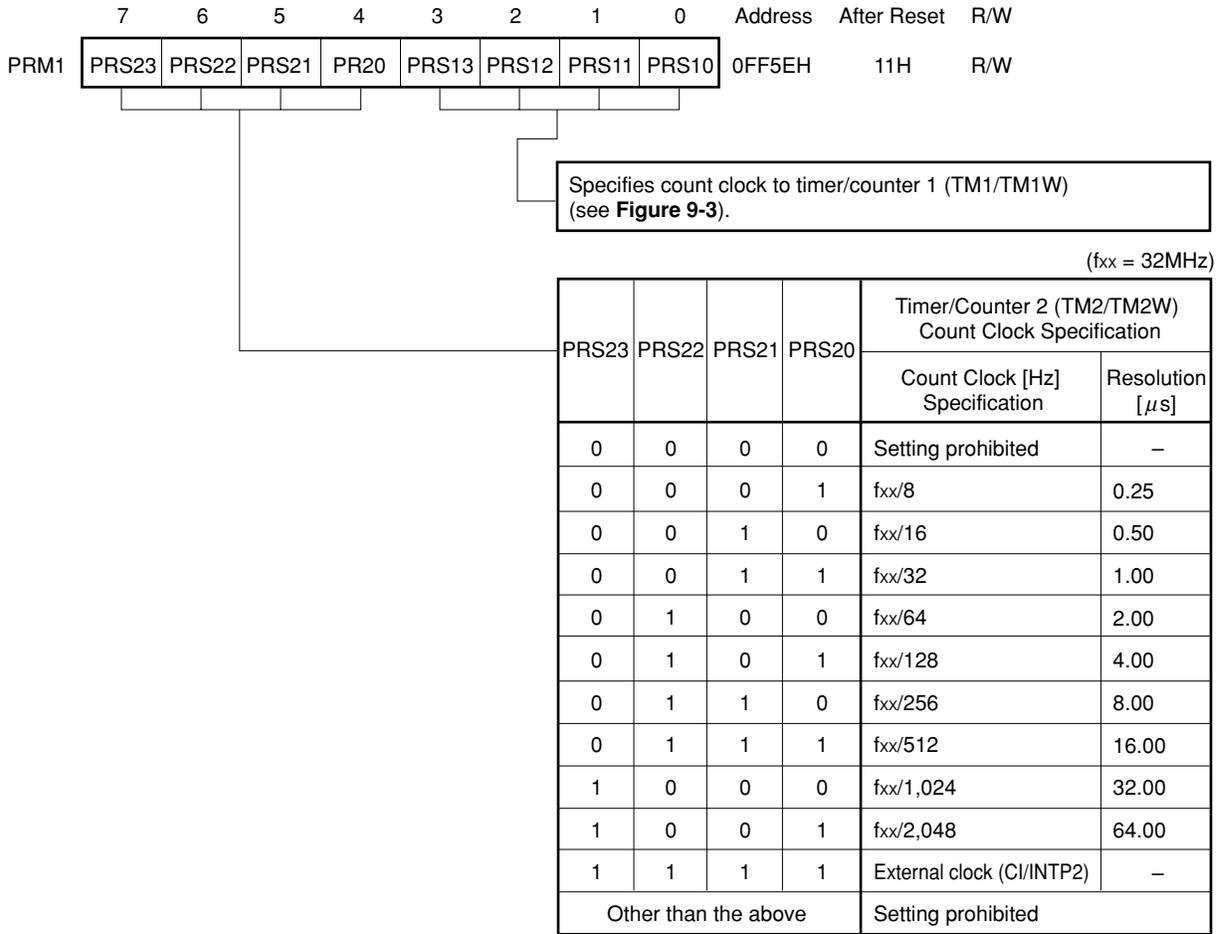 7 6 5 4 3 2 1 0 Address After Reset R/W
PRM1 PRS23 PRS22 PRS21 PR20 PRS13 PRS12 PRS11 PRS10 0FF5EH 11H R/W
Specifies count clock to timer/counter 1 (TM1/TM1W)
(see Figure 9-3).
(fxx = 32MHz)
PRS23 PRS22 PRS21 PRS20
Timer/Counter 2 (TM2/TM2W)
Count Clock Specification
Count Clock [Hz]
Specification
Resolution
[μs]
0 0 0 0 Setting prohibited –
0 0 0 1 fxx/8 0.25
0 0 1 0 fxx/16 0.50
0 0 1 1 fxx/32 1.00
0 1 0 0 fxx/64 2.00
0 1 0 1 fxx/128 4.00
0 1 1 0 fxx/256 8.00
0 1 1 1 fxx/512 16.00
1 0 0 0 fxx/1,024 32.00
1 0 0 1 fxx/2,048 64.00
1 1 1 1 External clock (CI/INTP2) –
Other than the above Setting prohibited